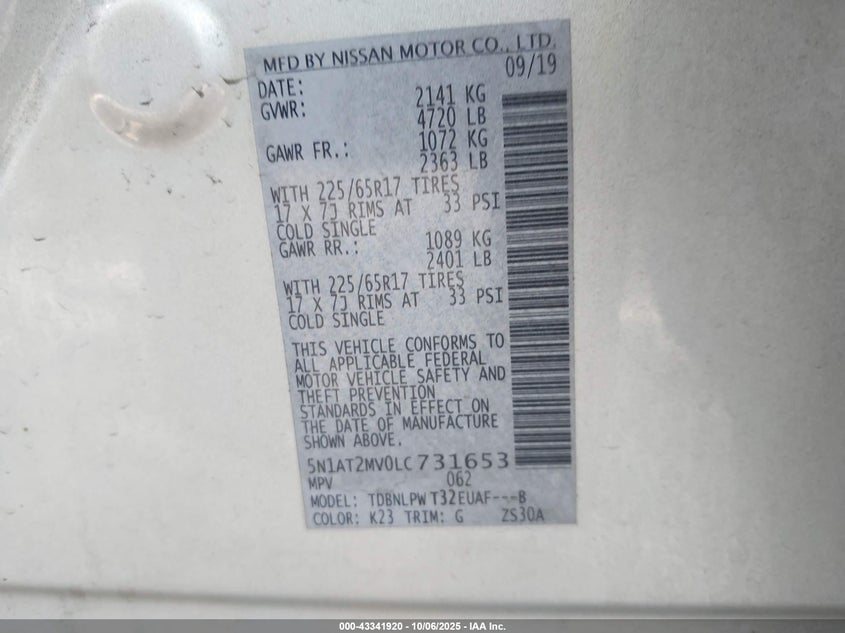 MFD BY NISSAN MOTOR CO., LTD.
DATE: 09/19
GVWR: 2141 KG
4720 LB
GAWR FR.: 1072 KG
2363 LB
WITH 225/65R17 TIRES
17 X 7J RIMS AT 33 PSI
COLD SINGLE
GAWR RR.: 1089 KG
2401 LB
WITH 225/65R17 TIRES
17 X 7J RIMS AT 33 PSI
COLD SINGLE
THIS VEHICLE CONFORMS TO
ALL APPLICABLE FEDERAL
MOTOR VEHICLE SAFETY AND
THEFT PREVENTION
STANDARDS IN EFFECT ON
THE DATE OF MANUFACTURE
SHOWN ABOVE.
5N1AT2MV0LC731653
MPV 062
MODEL: TDBNLPW T32EUAF---B
COLOR: K23 TRIM: G ZS30A
000-43341920 - 10/06/2025 - IAA Inc.